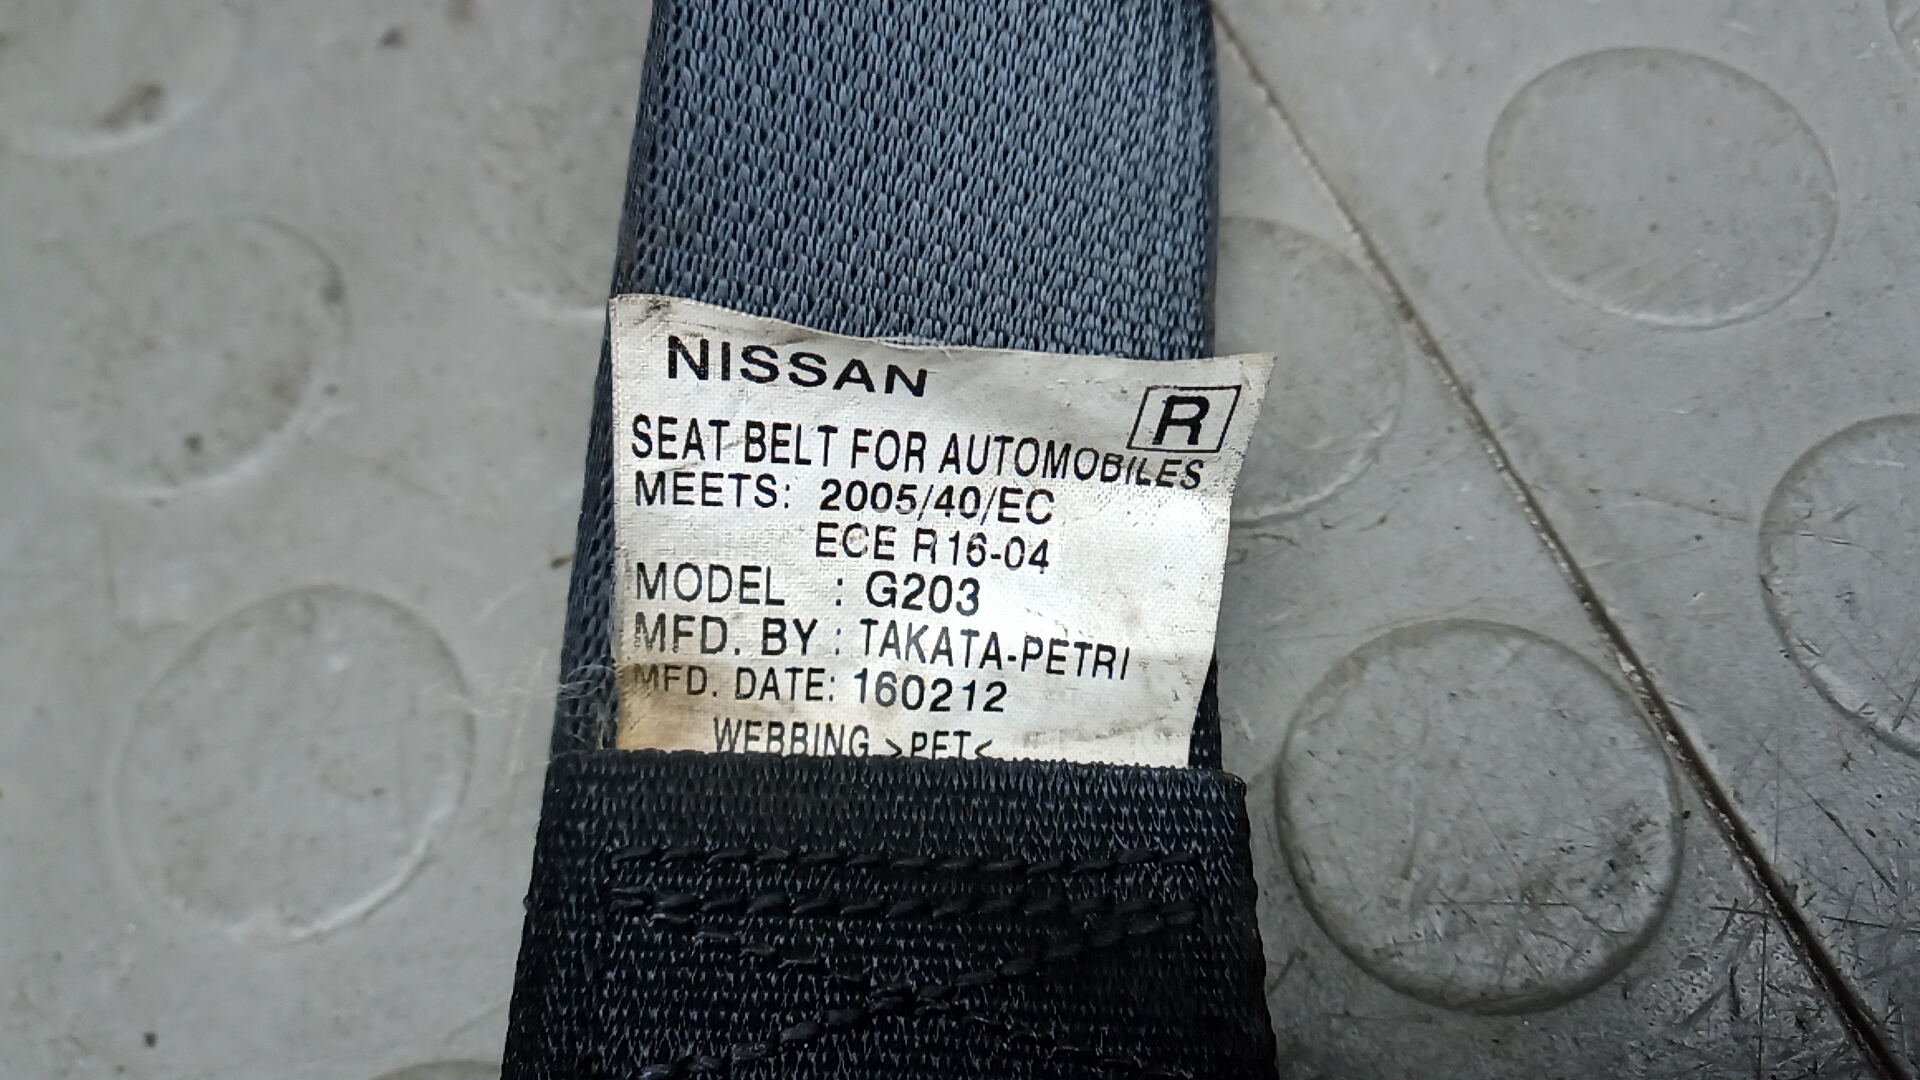 NISSAN
R
SEAT BELT FOR AUTOMOBILES
MEETS: 2005/40/EC
ECE R16-04
MODEL : G203
MFD. BY : TAKATA-PETRI
MFD. DATE: 160212
WEBBING >PET<